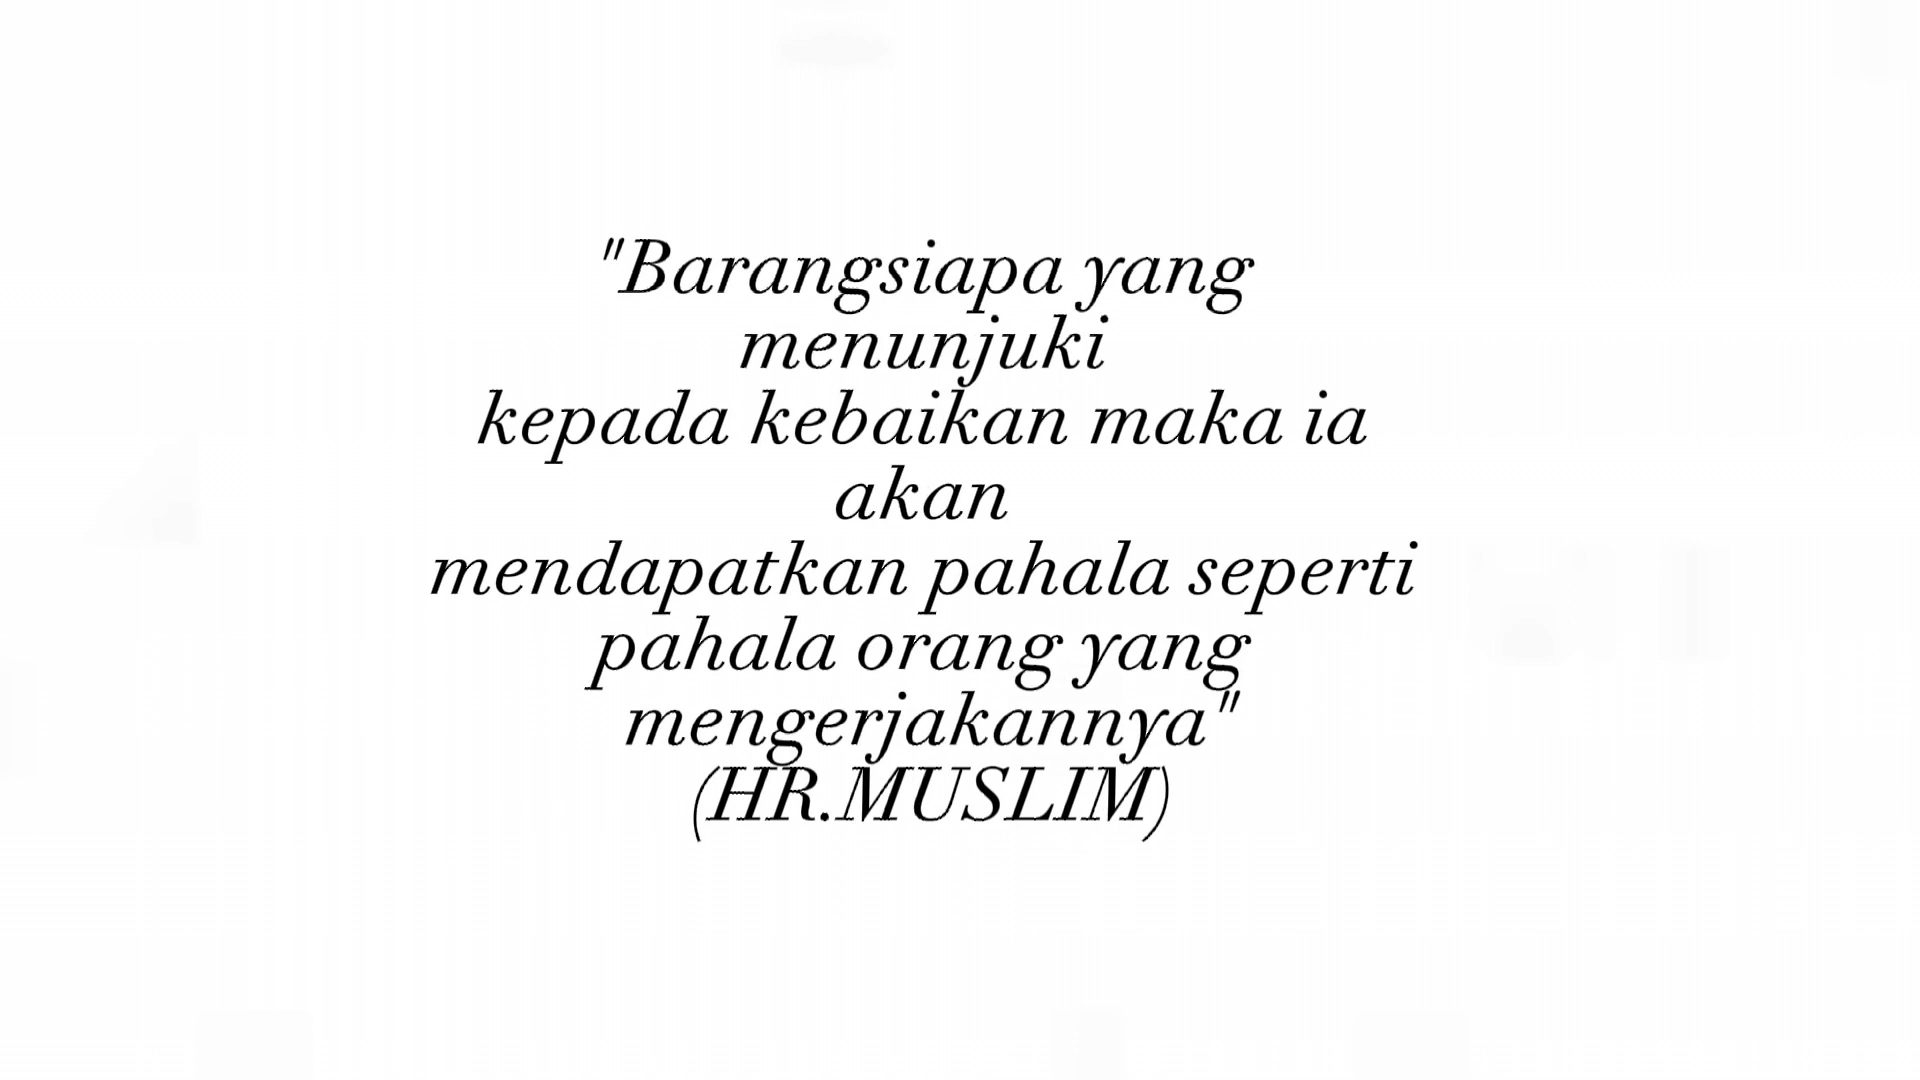 "Barangsiapa yang
menunjuki
kepada kebaikan maka ia
akan
mendapatkan pahala seperti
pahala orang yang
mengerjakannya"
(HR.MUSLIM)